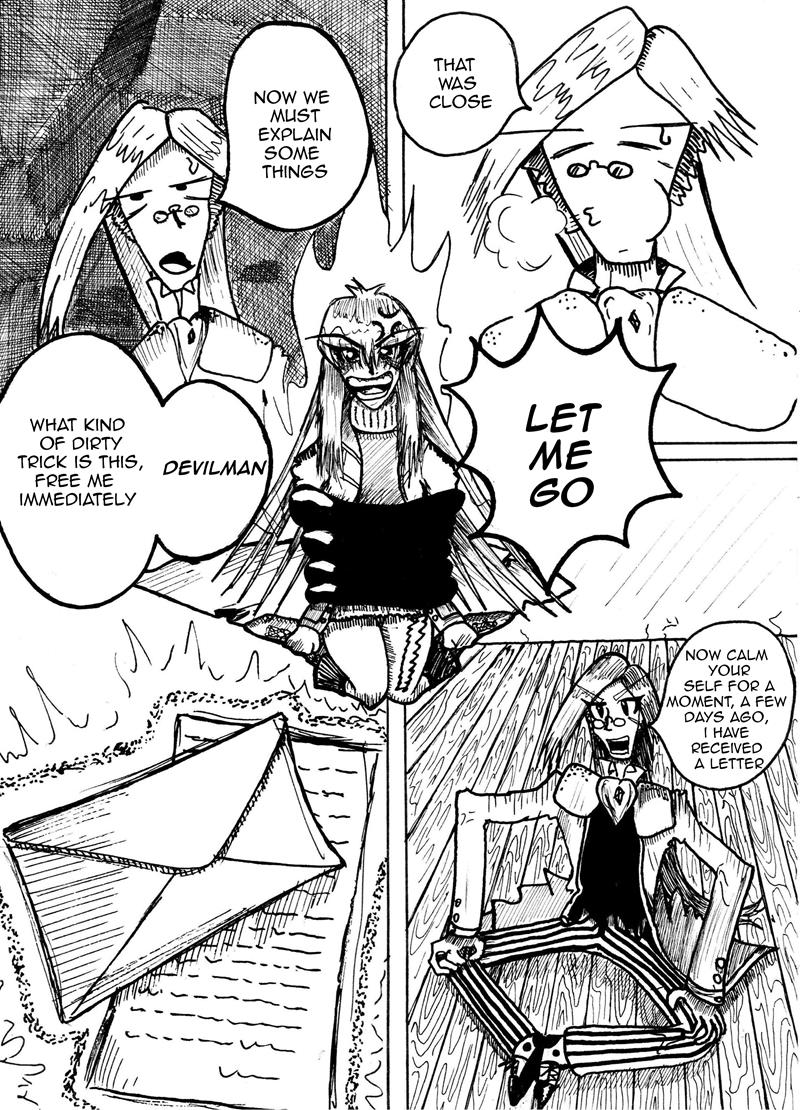 THAT
WAS
CLOSE
NOW WE
MUST
EXPLAIN
SOME
THINGS
WHAT KIND
OF DIRTY
TRICK IS THIS,
FREE ME
IMMEDIATELY
DEVILMAN
LET
ME
GO
NOW CALM
YOUR
SELF FOR A
MOMENT, A FEW
DAYS AGO,
I HAVE
RECEIVED
A LETTER